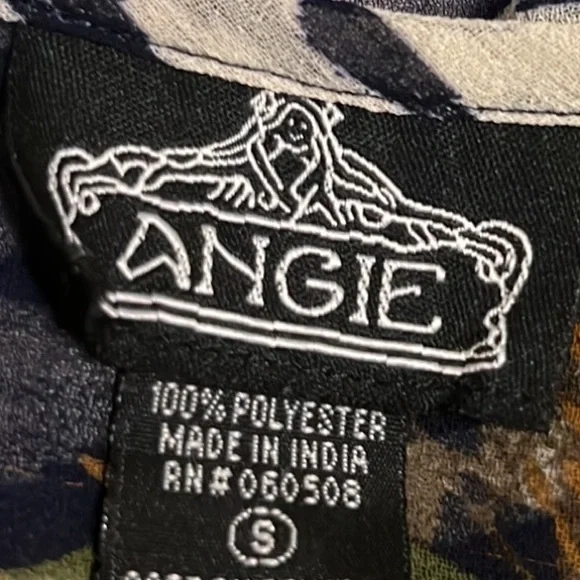 ANGIE
100% POLYESTER
MADE IN INDIA
RN# 060508
S